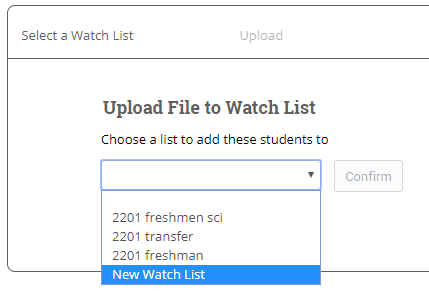 Select a Watch List
Upload
Upload File to Watch List
Choose a list to add these students to
Confirm
2201 freshmen sci
2201 transfer
2201 freshman
New Watch List